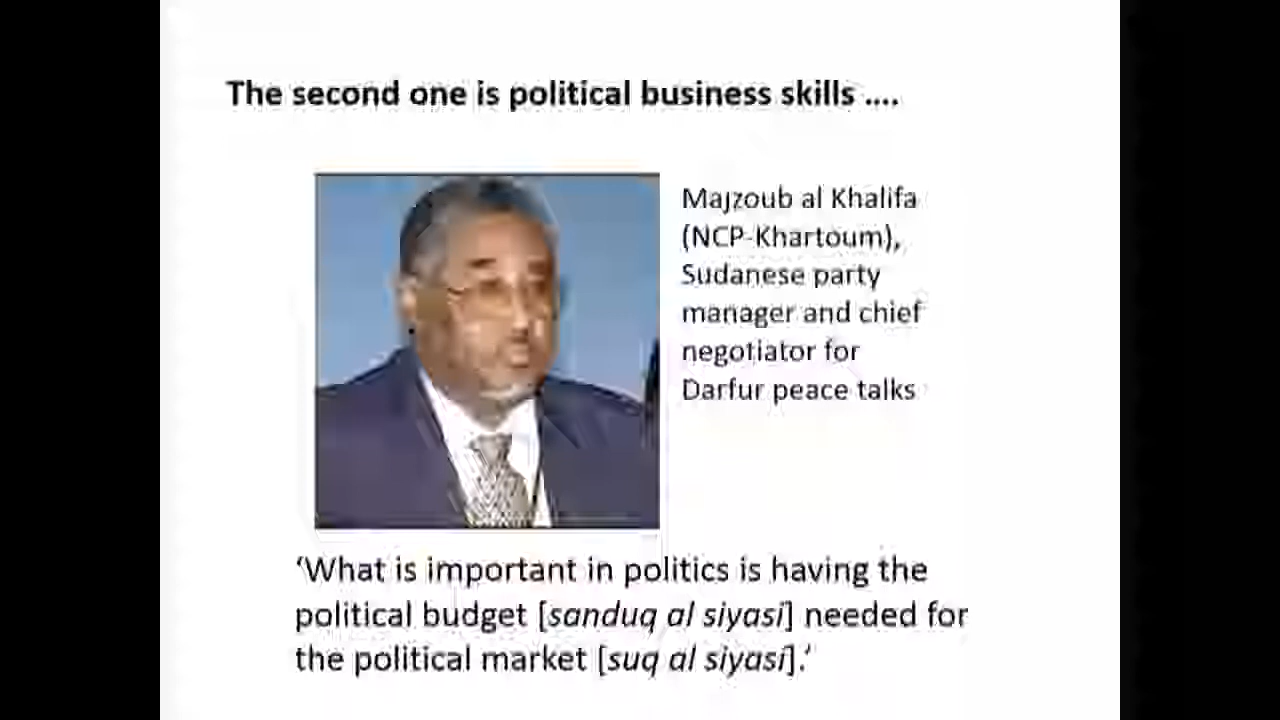 The second one is political business skills ....
Majzoub al Khalifa
(NCP-Khartoum),
Sudanese party
manager and chief
negotiator for
Darfur peace talks
‘What is important in politics is having the
political budget [sanduq al siyasi] needed for
the political market [suq al siyasi].’